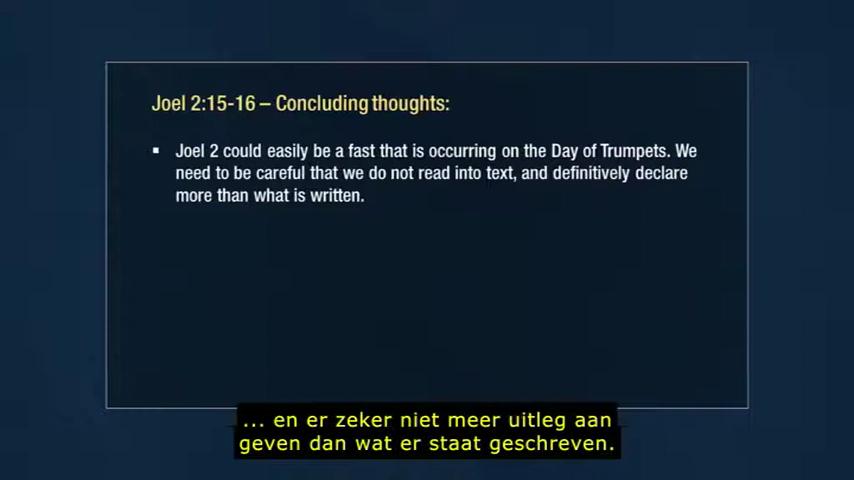 Joel 2:15-16 – Concluding thoughts:
▪ Joel 2 could easily be a fast that is occurring on the Day of Trumpets. We
need to be careful that we do not read into text, and definitively declare
more than what is written.
... en er zeker niet meer uitleg aan
geven dan wat er staat geschreven.